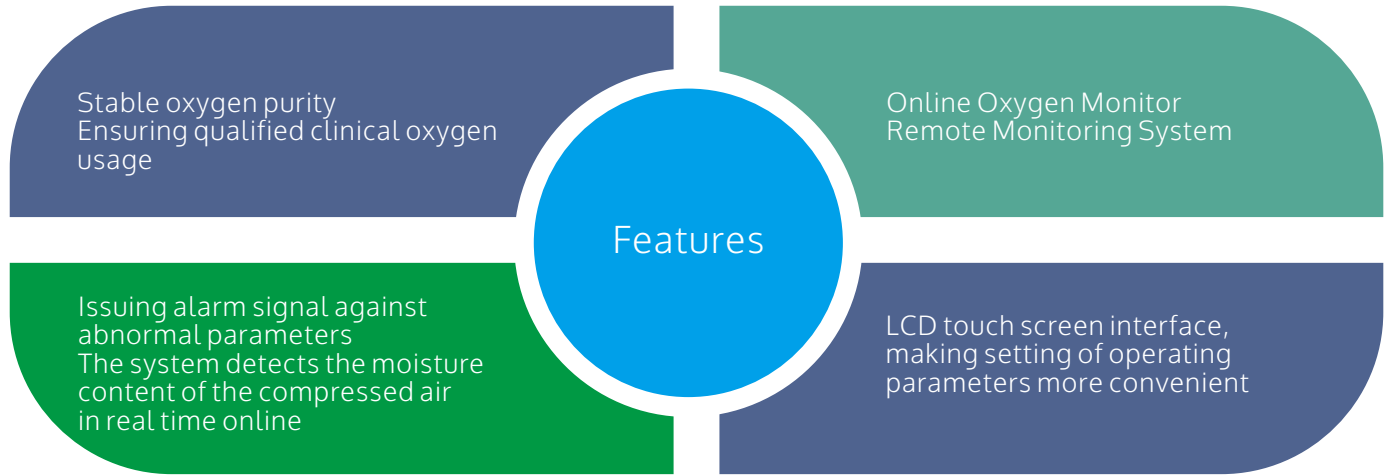 Stable oxygen purity
Ensuring qualified clinical oxygen
usage
Online Oxygen Monitor
Remote Monitoring System
Features
Issuing alarm signal against
abnormal parameters
The system detects the moisture
content of the compressed air
in real time online
LCD touch screen interface,
making setting of operating
parameters more convenient